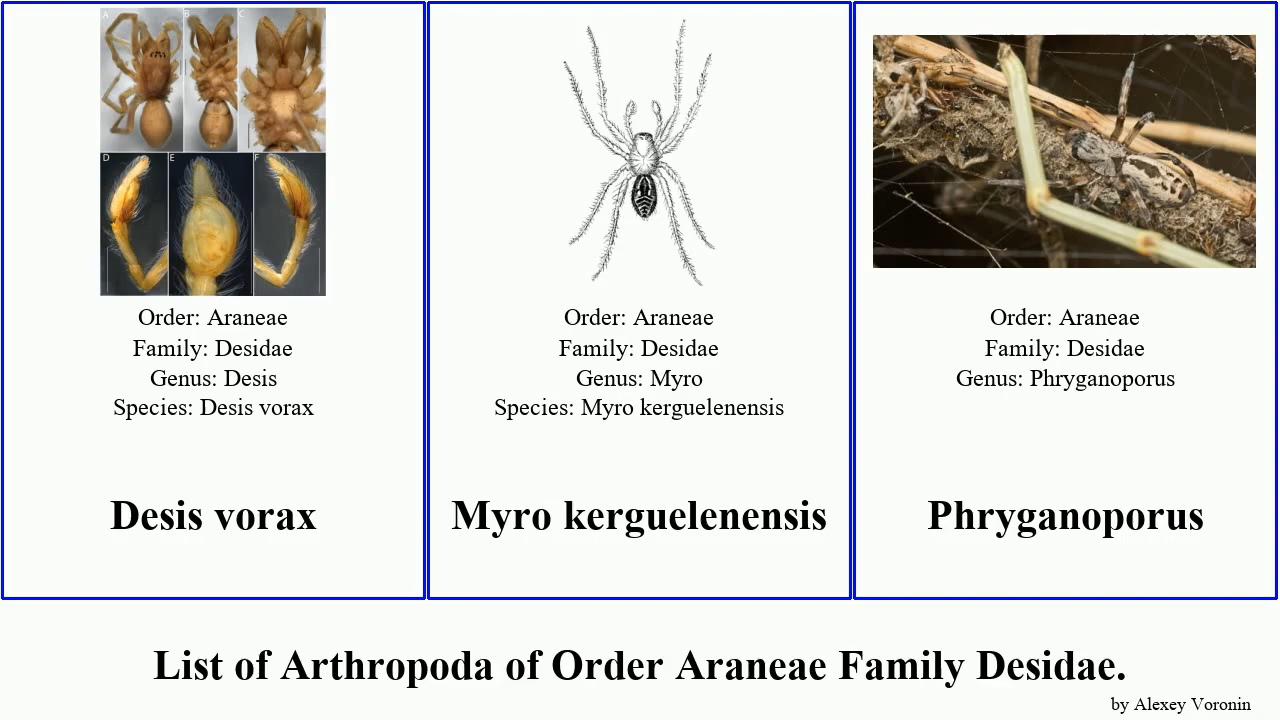 A B C
D E F
Order: Araneae
Family: Desidae
Genus: Desis
Species: Desis vorax
Desis vorax
Order: Araneae
Family: Desidae
Genus: Myro
Species: Myro kerguelenensis
Myro kerguelenensis
Order: Araneae
Family: Desidae
Genus: Phryganoporus
Phryganoporus
List of Arthropoda of Order Araneae Family Desidae.
by Alexey Voronin